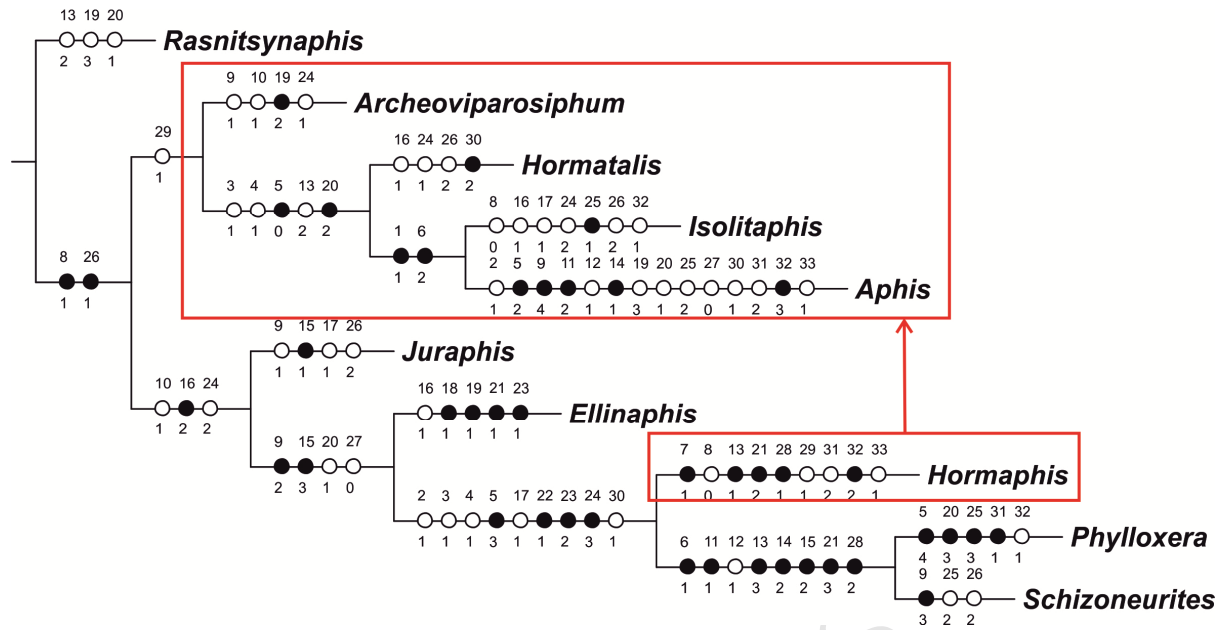 13 19 20
Rasnitsynaphis
2 3 1
9 10 19 24
Archeoviparosiphum
1 1 2 1
29
1
16 24 26 30
Hormatalis
1 1 2 2
3 4 5 13 20
1 1 0 2 2
8 16 17 24 25 26 32
Isolitaphis
0 1 1 2 1 2 1
1 6
1 2
2 5 9 11 12 14 19 20 25 27 30 31 32 33
Aphis
1 2 4 2 1 1 3 1 2 0 1 2 3 1
8 26
1 1
9 15 17 26
Juraphis
1 1 1 2
10 16 24
1 2 2
16 18 19 21 23
Ellinaphis
1 1 1 1 1
9 15 20 27
2 3 1 0
7 8 13 21 28 29 31 32 33
Hormaphis
1 0 1 2 1 1 2 2 1
2 3 4 5 17 22 23 24 30
1 1 1 3 1 1 2 3 1
5 20 25 31 32
Phylloxera
4 3 3 1 1
6 11 12 13 14 15 21 28
1 1 1 3 2 2 3 2
9 25 26
Schizoneurites
3 2 2